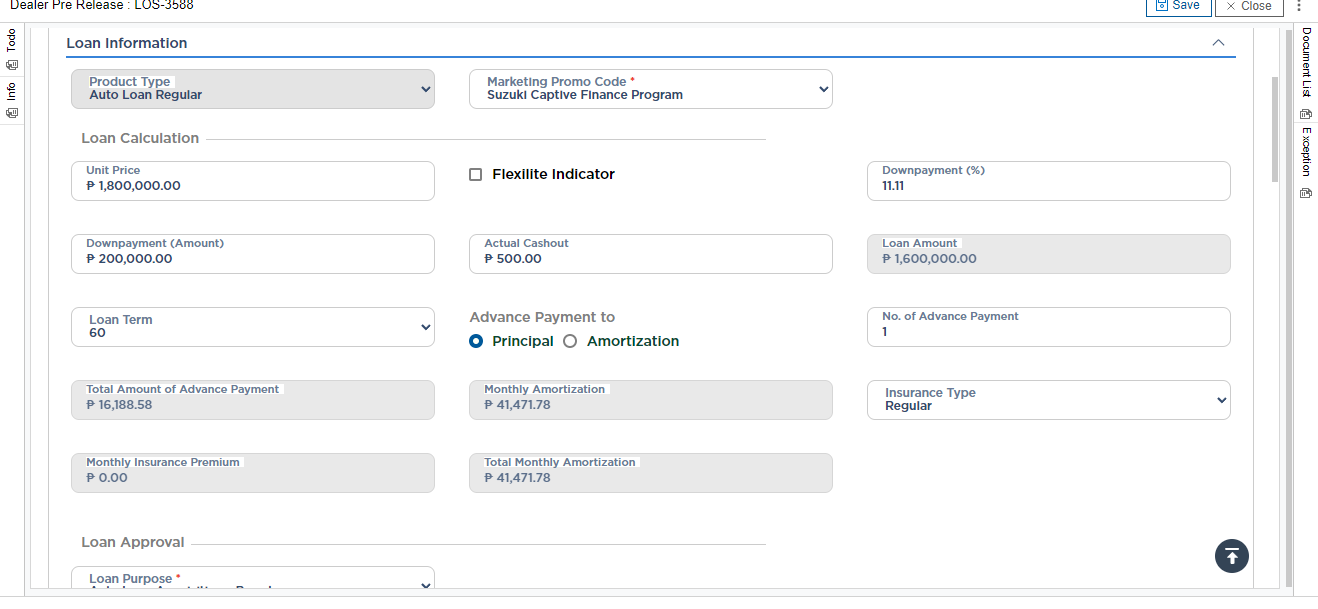 Dealer Pre Release : LOS-3588
Save
Close
Todo
Info
Document List
Exception
Loan Information
Product Type
Auto Loan Regular
Marketing Promo Code *
Suzuki Captive Finance Program
Loan Calculation
Unit Price
₱ 1,800,000.00
Flexilite Indicator
Downpayment (%)
11.11
Downpayment (Amount)
₱ 200,000.00
Actual Cashout
₱ 500.00
Loan Amount
₱ 1,600,000.00
Loan Term
60
Advance Payment to
Principal Amortization
No. of Advance Payment
1
Total Amount of Advance Payment
₱ 16,188.58
Monthly Amortization
₱ 41,471.78
Insurance Type
Regular
Monthly Insurance Premium
₱ 0.00
Total Monthly Amortization
₱ 41,471.78
Loan Approval
Loan Purpose *